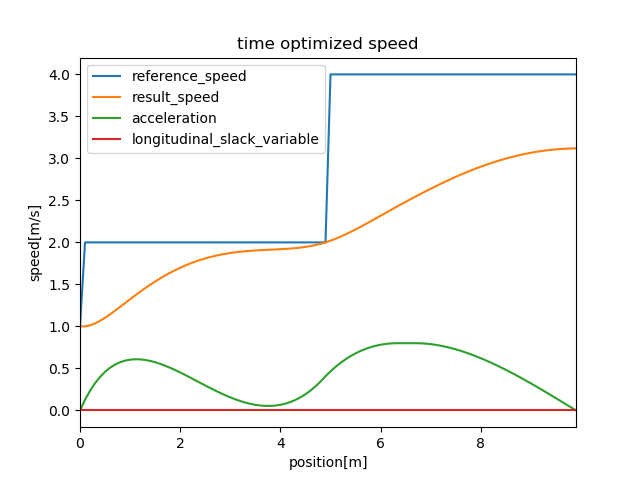 time optimized speed
reference_speed
result_speed
acceleration
longitudinal_slack_variable
speed[m/s]
4.0
3.5
3.0
2.5
2.0
1.5
1.0
0.5
0.0
0 2 4 6 8
position[m]